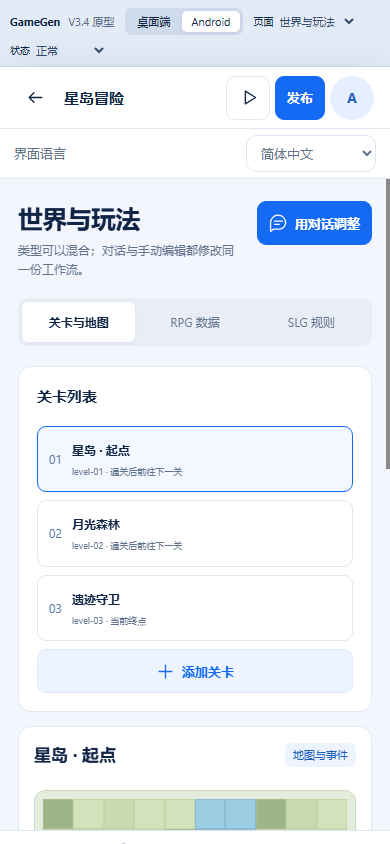 GameGen V3.4 原型 桌面端 Android 页面 世界与玩法
状态 正常
星岛冒险 发布 A
界面语言 简体中文
世界与玩法
类型可以混合；对话与手动编辑都修改同
一份工作流。
用对话调整
关卡与地图 RPG 数据 SLG 规则
关卡列表
01 星岛 · 起点
level-01 · 通关后前往下一关
02 月光森林
level-02 · 通关后前往下一关
03 遗迹守卫
level-03 · 当前终点
添加关卡
星岛 · 起点 地图与事件